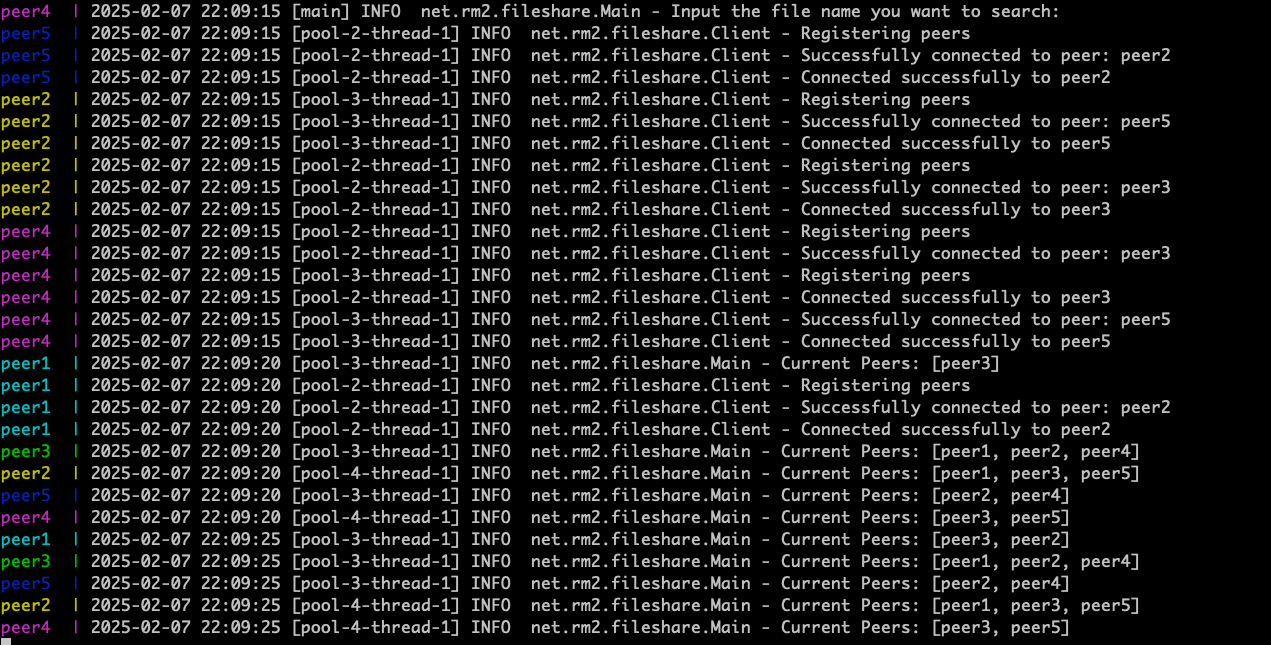 peer4  | 2025-02-07 22:09:15 [main] INFO  net.rm2.fileshare.Main - Input the file name you want to search:
peer5  | 2025-02-07 22:09:15 [pool-2-thread-1] INFO  net.rm2.fileshare.Client - Registering peers
peer5  | 2025-02-07 22:09:15 [pool-2-thread-1] INFO  net.rm2.fileshare.Client - Successfully connected to peer: peer2
peer5  | 2025-02-07 22:09:15 [pool-2-thread-1] INFO  net.rm2.fileshare.Client - Connected successfully to peer2
peer2  | 2025-02-07 22:09:15 [pool-3-thread-1] INFO  net.rm2.fileshare.Client - Registering peers
peer2  | 2025-02-07 22:09:15 [pool-3-thread-1] INFO  net.rm2.fileshare.Client - Successfully connected to peer: peer5
peer2  | 2025-02-07 22:09:15 [pool-3-thread-1] INFO  net.rm2.fileshare.Client - Connected successfully to peer5
peer2  | 2025-02-07 22:09:15 [pool-2-thread-1] INFO  net.rm2.fileshare.Client - Registering peers
peer2  | 2025-02-07 22:09:15 [pool-2-thread-1] INFO  net.rm2.fileshare.Client - Successfully connected to peer: peer3
peer2  | 2025-02-07 22:09:15 [pool-2-thread-1] INFO  net.rm2.fileshare.Client - Connected successfully to peer3
peer4  | 2025-02-07 22:09:15 [pool-2-thread-1] INFO  net.rm2.fileshare.Client - Registering peers
peer4  | 2025-02-07 22:09:15 [pool-2-thread-1] INFO  net.rm2.fileshare.Client - Successfully connected to peer: peer3
peer4  | 2025-02-07 22:09:15 [pool-3-thread-1] INFO  net.rm2.fileshare.Client - Registering peers
peer4  | 2025-02-07 22:09:15 [pool-2-thread-1] INFO  net.rm2.fileshare.Client - Connected successfully to peer3
peer4  | 2025-02-07 22:09:15 [pool-3-thread-1] INFO  net.rm2.fileshare.Client - Successfully connected to peer: peer5
peer4  | 2025-02-07 22:09:15 [pool-3-thread-1] INFO  net.rm2.fileshare.Client - Connected successfully to peer5
peer1  | 2025-02-07 22:09:20 [pool-3-thread-1] INFO  net.rm2.fileshare.Main - Current Peers: [peer3]
peer1  | 2025-02-07 22:09:20 [pool-2-thread-1] INFO  net.rm2.fileshare.Client - Registering peers
peer1  | 2025-02-07 22:09:20 [pool-2-thread-1] INFO  net.rm2.fileshare.Client - Successfully connected to peer: peer2
peer1  | 2025-02-07 22:09:20 [pool-2-thread-1] INFO  net.rm2.fileshare.Client - Connected successfully to peer2
peer3  | 2025-02-07 22:09:20 [pool-3-thread-1] INFO  net.rm2.fileshare.Main - Current Peers: [peer1, peer2, peer4]
peer2  | 2025-02-07 22:09:20 [pool-4-thread-1] INFO  net.rm2.fileshare.Main - Current Peers: [peer1, peer3, peer5]
peer5  | 2025-02-07 22:09:20 [pool-3-thread-1] INFO  net.rm2.fileshare.Main - Current Peers: [peer2, peer4]
peer4  | 2025-02-07 22:09:20 [pool-4-thread-1] INFO  net.rm2.fileshare.Main - Current Peers: [peer3, peer5]
peer1  | 2025-02-07 22:09:25 [pool-3-thread-1] INFO  net.rm2.fileshare.Main - Current Peers: [peer3, peer2]
peer3  | 2025-02-07 22:09:25 [pool-3-thread-1] INFO  net.rm2.fileshare.Main - Current Peers: [peer1, peer2, peer4]
peer5  | 2025-02-07 22:09:25 [pool-3-thread-1] INFO  net.rm2.fileshare.Main - Current Peers: [peer2, peer4]
peer2  | 2025-02-07 22:09:25 [pool-4-thread-1] INFO  net.rm2.fileshare.Main - Current Peers: [peer1, peer3, peer5]
peer4  | 2025-02-07 22:09:25 [pool-4-thread-1] INFO  net.rm2.fileshare.Main - Current Peers: [peer3, peer5]